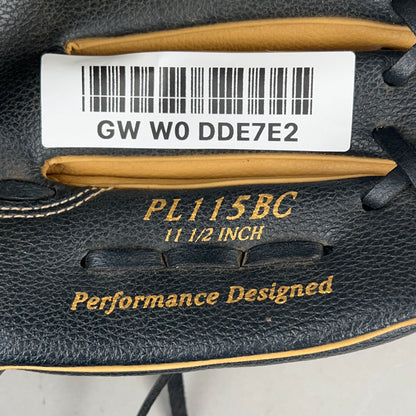 GW W0 DDE7E2
PL115BC
11 1/2 INCH
Performance Designed